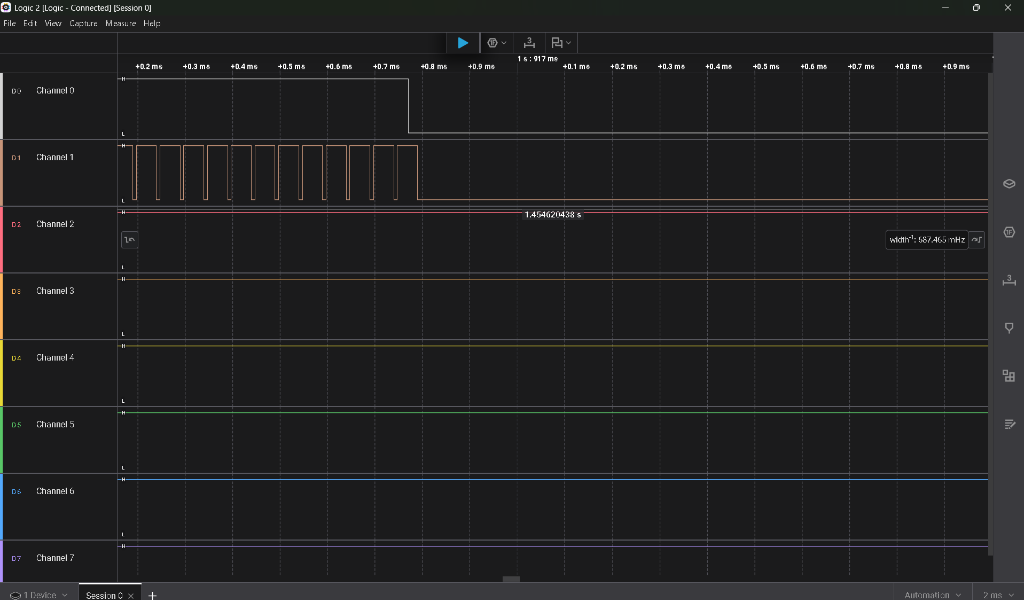 Logic 2 [Logic - Connected] [Session 0]
File Edit View Capture Measure Help
1 s : 917 ms
+0.2 ms +0.3 ms +0.4 ms +0.5 ms +0.6 ms +0.7 ms +0.8 ms +0.9 ms +0.1 ms +0.2 ms +0.3 ms +0.4 ms +0.5 ms +0.6 ms +0.7 ms +0.8 ms +0.9 ms
D0 Channel 0
H
L
D1 Channel 1
H
L
D2 Channel 2
H
1.454620438 s
width⁻¹: 687.465 mHz
L
D3 Channel 3
H
L
D4 Channel 4
H
L
D5 Channel 5
H
L
D6 Channel 6
H
L
D7 Channel 7
H
1 Device
Session 0
Automation
2 ms